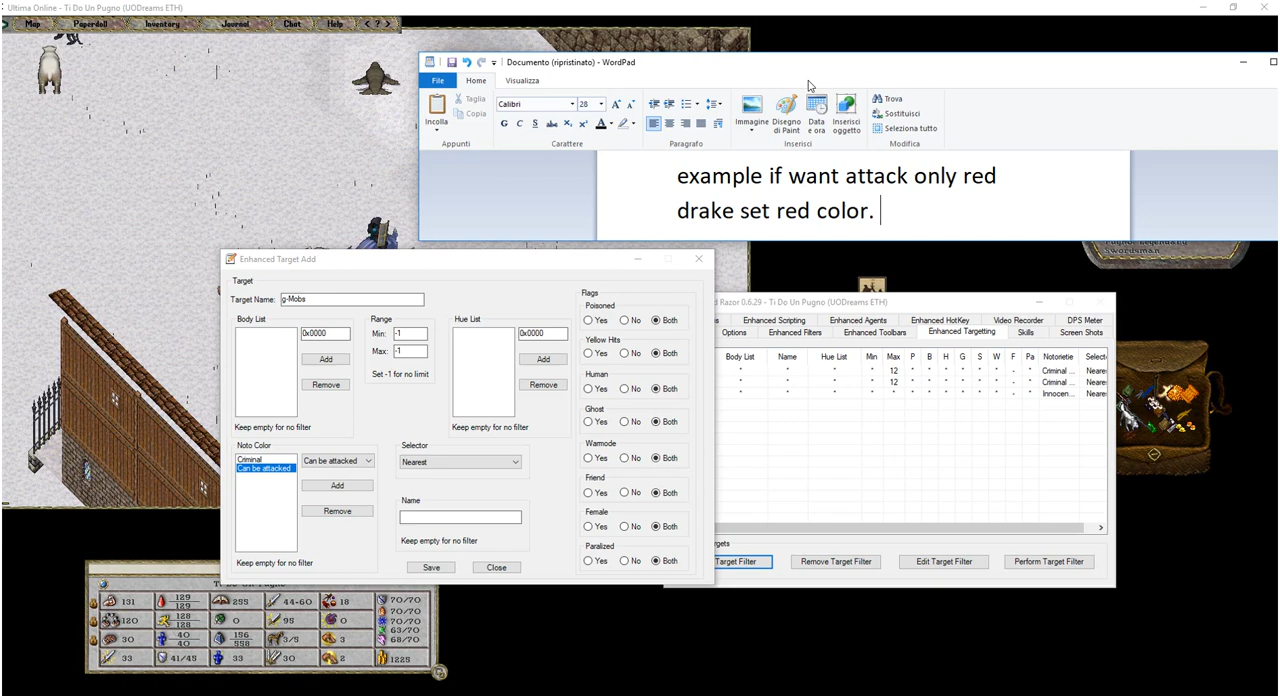 Ultima Online - Ti Do Un Pugno (UODreams ETH)
Map Paperdoll Inventory Journal Chat Help < ? >
Documento (ripristinato) - WordPad
File Home Visualizza
Incolla Taglia Copia
Appunti
Calibri 28
G C S abc X₂ X² A
Carattere
Paragrafo
Immagine Disegno di Paint Data e ora Inserisci oggetto
Inserisci
Trova
Sostituisci
Seleziona tutto
Modifica
example if want attack only red
drake set red color.
swordsman
Enhanced Target Add
Target
Target Name: g-Mobs
Body List
0x0000
Add
Remove
Keep empty for no filter
Range
Min: -1
Max: -1
Set -1 for no limit
Hue List
0x0000
Add
Remove
Keep empty for no filter
Noto Color
Criminal
Can be attacked
Can be attacked
Add
Remove
Keep empty for no filter
Selector
Nearest
Name
Keep empty for no filter
Save Close
Flags
Poisoned
Yes No Both
Yellow Hits
Yes No Both
Human
Yes No Both
Ghost
Yes No Both
Warmode
Yes No Both
Friend
Yes No Both
Female
Yes No Both
Paralized
Yes No Both
d Razor 0.6.29 - Ti Do Un Pugno (UODreams ETH)
s Enhanced Scripting Enhanced Agents Enhanced HotKey Video Recorder DPS Meter
Options Enhanced Filters Enhanced Toolbars Enhanced Targetting Skills Screen Shots
Body List Name Hue List Min Max P B H G S W F Pa Notorietie Selecto
* * * * 12 * * * * * * - * Criminal ... Neares
* * * * 12 * * * * * * - * Criminal ... Neares
* * * * * * * * * * * - * Innocen... Neares
rgets
Target Filter Remove Target Filter Edit Target Filter Perform Target Filter
Ti Do Un Pugno
131 129/129 255 44-60 18 70/70
120 128/128 0 95 0 70/70 70/70
30 40/40 156/558 3/5 3 63/70 68/70
33 41/45 33 30 2 1225